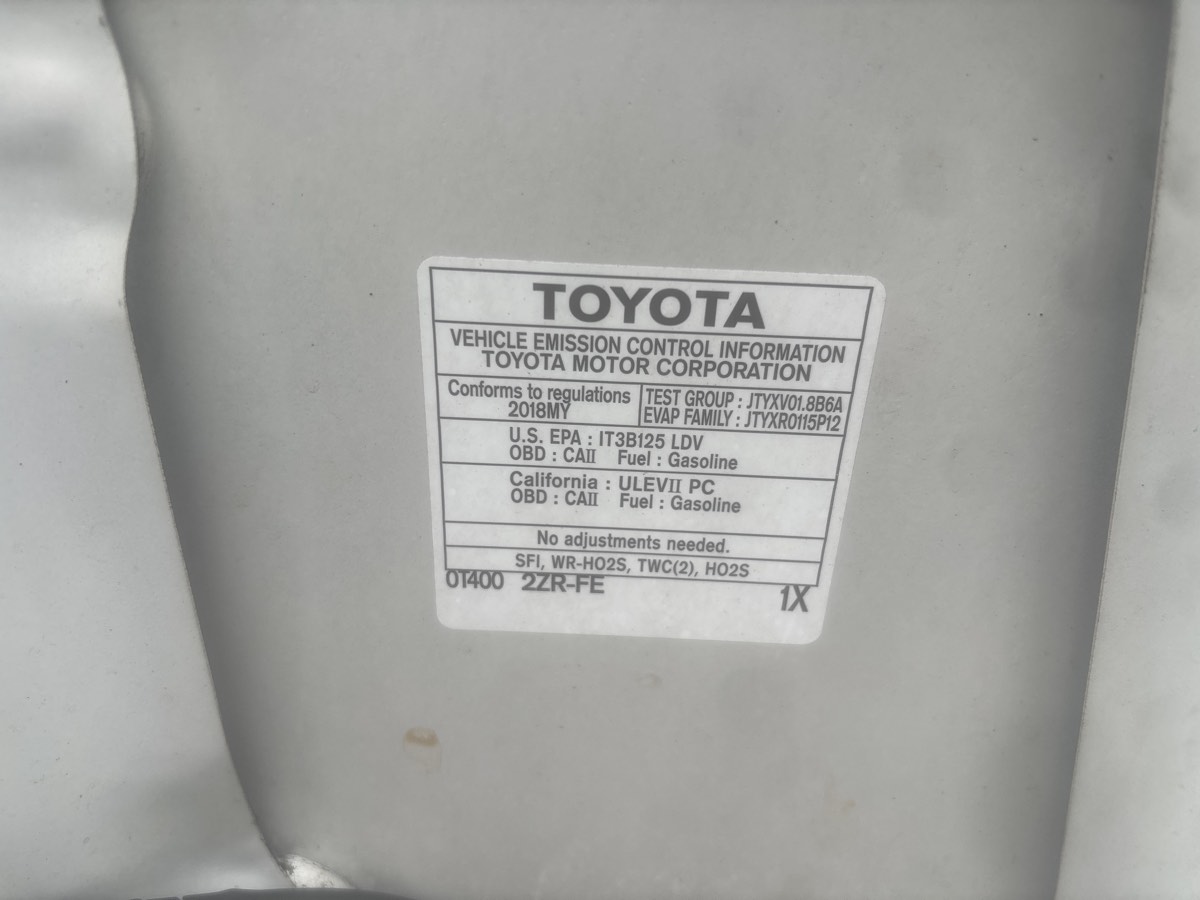 TOYOTA
VEHICLE EMISSION CONTROL INFORMATION
TOYOTA MOTOR CORPORATION
Conforms to regulations
2018MY
TEST GROUP : JTYXV01.8B6A
EVAP FAMILY : JTYXR0115P12
U.S. EPA : IT3B125 LDV
OBD : CAII Fuel : Gasoline
California : ULEVII PC
OBD : CAII Fuel : Gasoline
No adjustments needed.
SFI, WR-HO2S, TWC(2), HO2S
0T400 2ZR-FE 1X